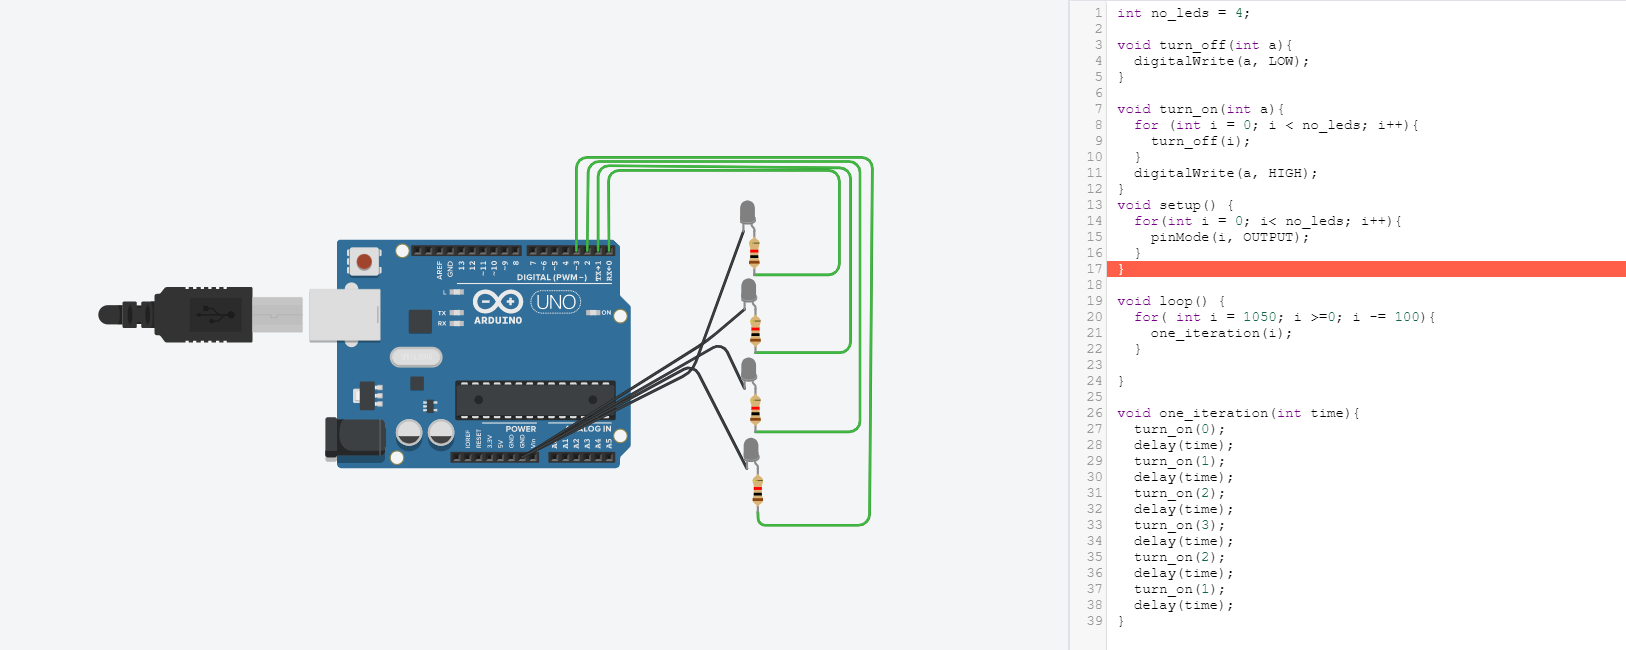 AREF
GND
13
12
~11
~10
~9
8
7
~6
~5
4
~3
2
TX→1
RX←0
DIGITAL (PWM~)
L
TX
RX
UNO
ARDUINO
ON
POWER
ANALOG IN
IOREF
RESET
3.3V
5V
GND
GND
Vin
A1
A2
A3
A4
A5
1 int no_leds = 4;
2
3 void turn_off(int a){
4 digitalWrite(a, LOW);
5 }
6
7 void turn_on(int a){
8 for (int i = 0; i < no_leds; i++){
9 turn_off(i);
10 }
11 digitalWrite(a, HIGH);
12 }
13 void setup() {
14 for(int i = 0; i< no_leds; i++){
15 pinMode(i, OUTPUT);
16 }
17 }
18
19 void loop() {
20 for( int i = 1050; i >=0; i -= 100){
21 one_iteration(i);
22 }
23
24 }
25
26 void one_iteration(int time){
27 turn_on(0);
28 delay(time);
29 turn_on(1);
30 delay(time);
31 turn_on(2);
32 delay(time);
33 turn_on(3);
34 delay(time);
35 turn_on(2);
36 delay(time);
37 turn_on(1);
38 delay(time);
39 }